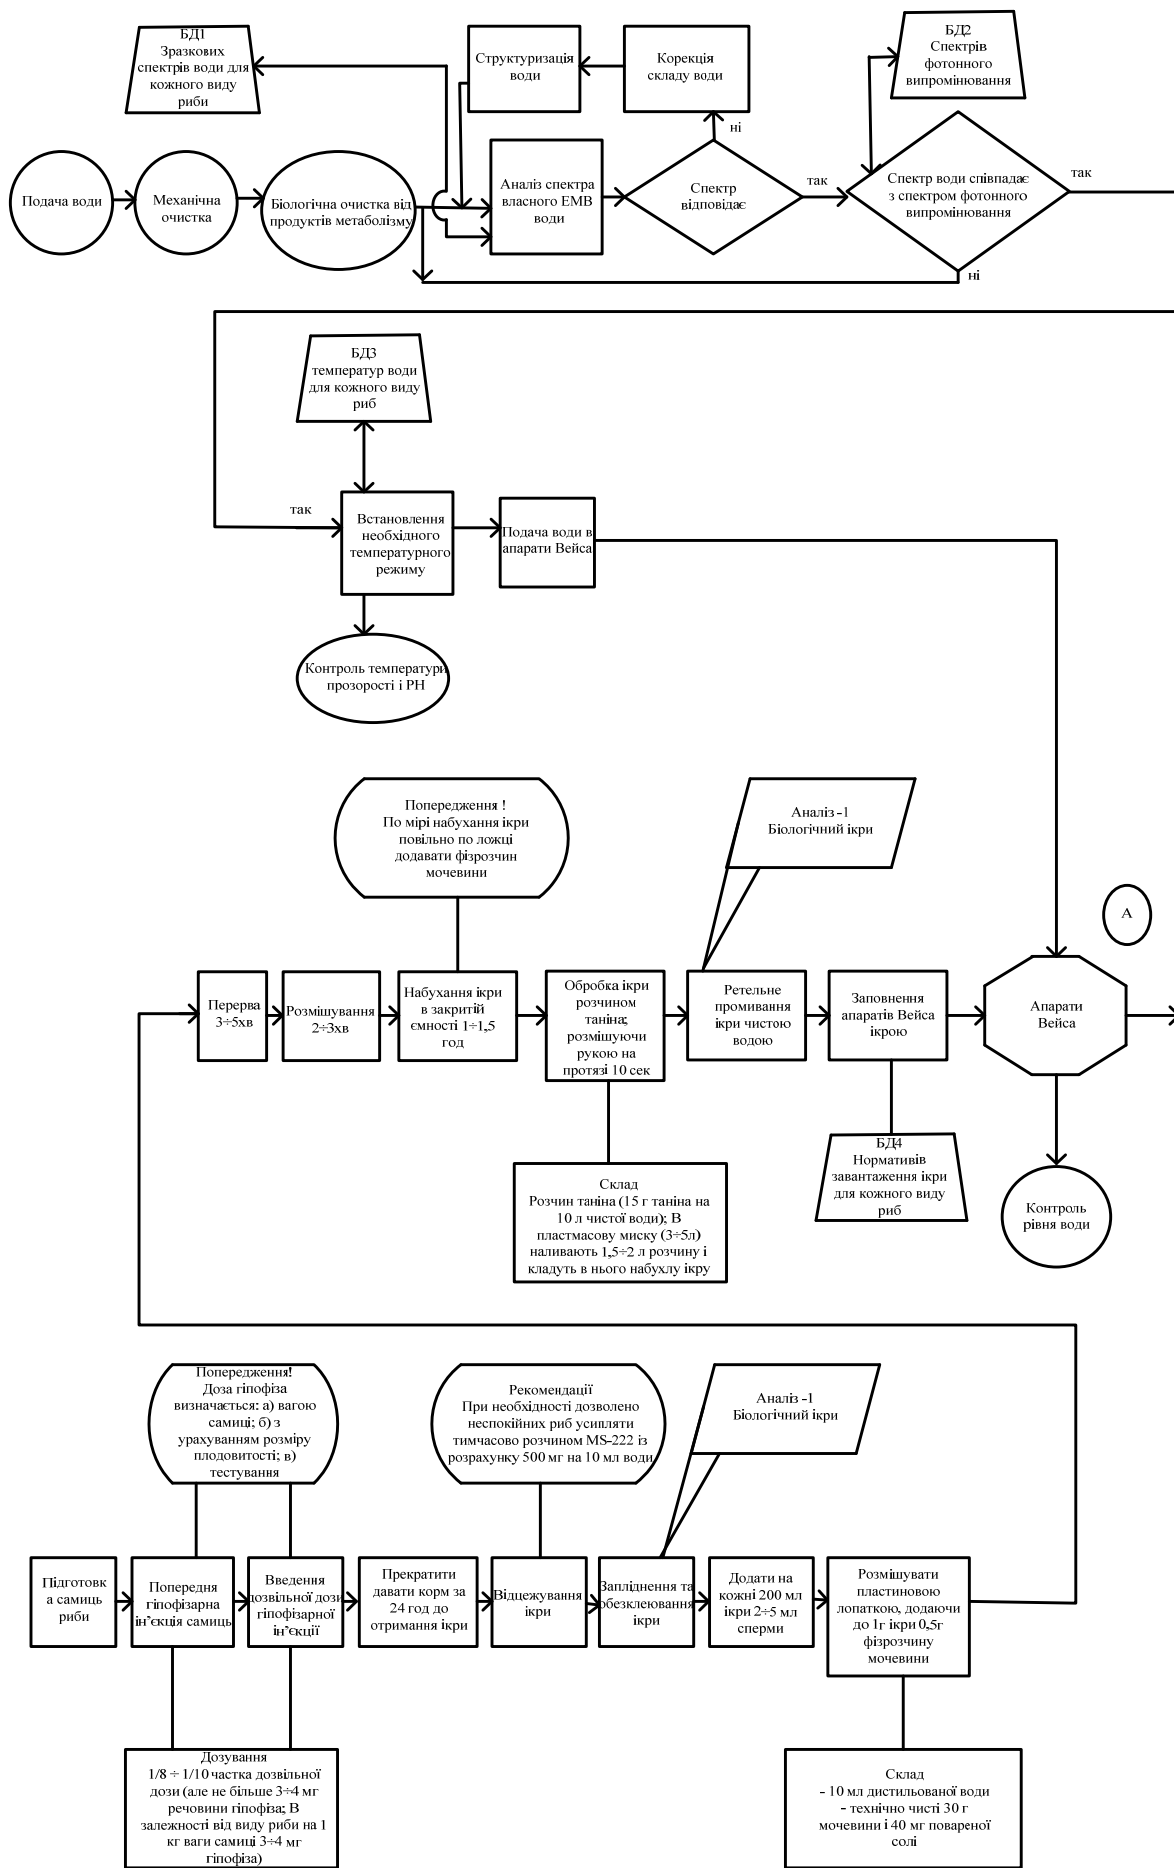 БД1
Зразкових
спектрів води для
кожного виду
риби
Структуризація
води
Корекція
складу води
БД2
Спектрів
фотонного
випромінювання
ні
Подача води
Механічна
очистка
Біологічна очистка від
продуктів метаболізму
Аналіз спектра
власного ЕМВ
води
Спектр
відповідає
так
Спектр води співпадає
з спектром фотонного
випромінювання
так
ні
БД3
температур води
для кожного виду
риб
так
Встановлення
необхідного
температурного
режиму
Подача води в
апарати Вейса
Контроль температури
прозорості і РН
Попередження !
По мірі набухання ікри
повільно по ложці
додавати фізрозчин
мочевини
Аналіз -1
Біологічний ікри
А
Перерва
3÷5хв
Розмішування
2÷3хв
Набухання ікри
в закритій
ємності 1÷1,5
год
Обробка ікри
розчином
таніна;
розмішуючи
рукою на
протязі 10 сек
Ретельне
промивання
ікри чистою
водою
Заповнення
апаратів Вейса
ікрою
Апарати
Вейса
Склад
Розчин таніна (15 г таніна на
10 л чистої води); В
пластмасову миску (3÷5л)
наливають 1,5÷2 л розчину і
кладуть в нього набухлу ікру
БД4
Нормативів
завантаження ікри
для кожного виду
риб
Контроль
рівня води
Попередження!
Доза гіпофіза
визначається: а) вагою
самиці; б) з
урахуванням розміру
плодовитості; в)
тестування
Рекомендації
При необхідності дозволено
неспокійних риб усипляти
тимчасово розчином MS-222 із
розрахунку 500 мг на 10 мл води
Аналіз -1
Біологічний ікри
Підготовк
а самиць
риби
Попередня
гіпофізарна
ін’єкція самиць
Введення
дозвільної дози
гіпофізарної
ін’єкції
Прекратити
давати корм за
24 год до
отримання ікри
Відцежування
ікри
Запліднення та
обезклеювання
ікри
Додати на
кожні 200 мл
ікри 2÷5 мл
сперми
Розмішувати
пластиновою
лопаткою, додаючи
до 1г ікри 0,5г
фізрозчину
мочевини
Дозування
1/8 ÷ 1/10 частка дозвільної
дози (але не більше 3÷4 мг
речовини гіпофіза; В
залежності від виду риби на 1
кг ваги самиці 3÷4 мг
гіпофіза)
Склад
- 10 мл дистильованої води
- технічно чисті 30 г
мочевини і 40 мг повареної
солі